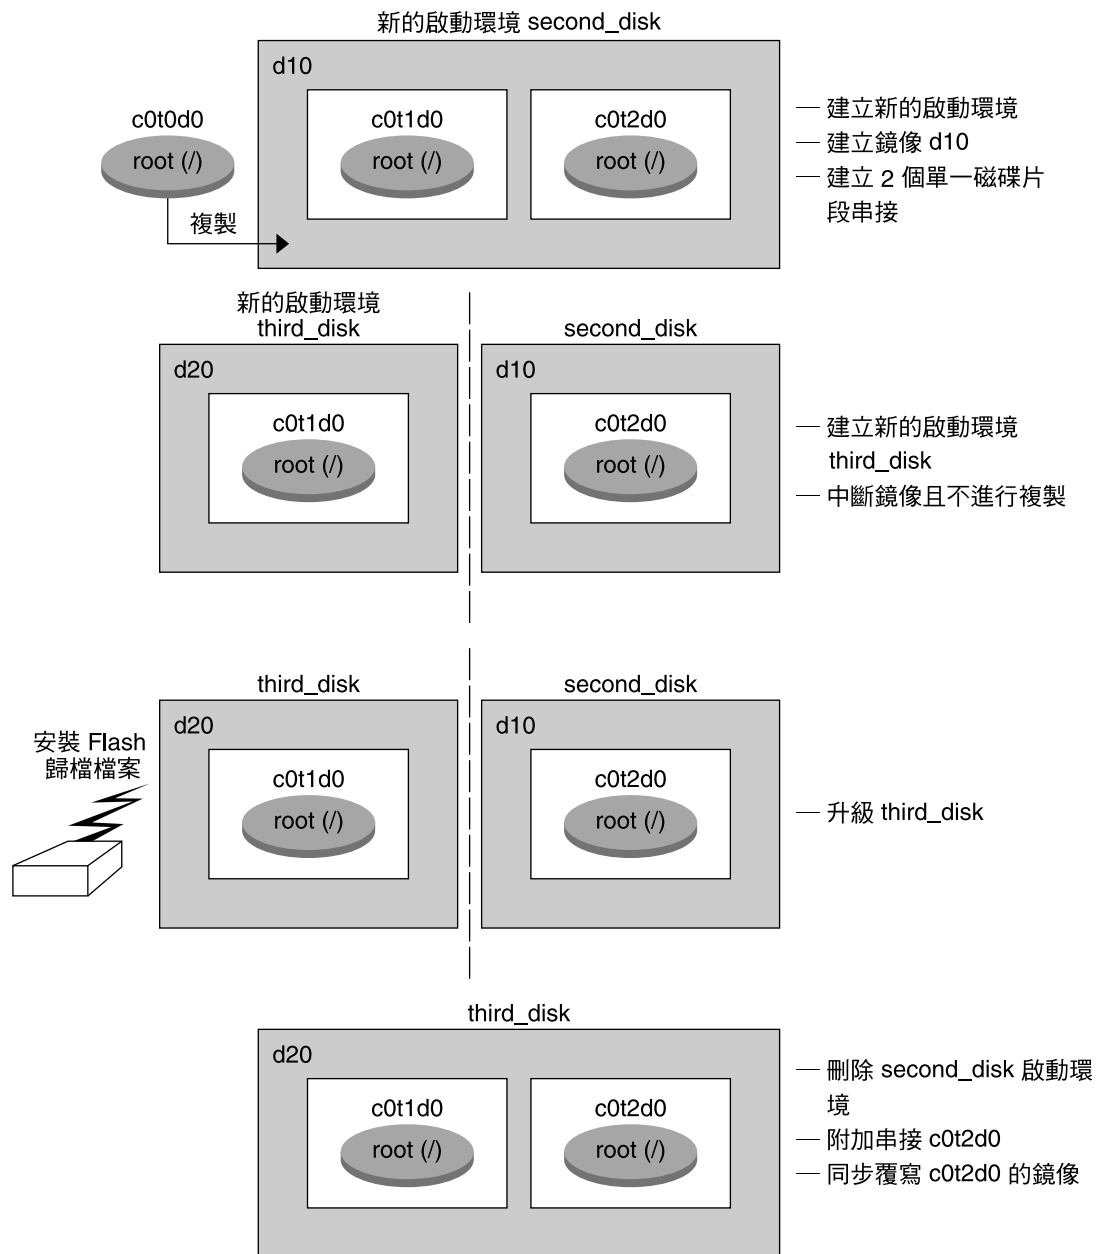 新的啟動環境 second_disk
d10
c0t0d0
root (/)
複製
c0t1d0
root (/)
c0t2d0
root (/)
— 建立新的啟動環境
— 建立鏡像 d10
— 建立 2 個單一磁碟片
段串接
新的啟動環境
third_disk
d20
c0t1d0
root (/)
second_disk
d10
c0t2d0
root (/)
— 建立新的啟動環境
third_disk
— 中斷鏡像且不進行複製
安裝 Flash
歸檔檔案
third_disk
d20
c0t1d0
root (/)
second_disk
d10
c0t2d0
root (/)
— 升級 third_disk
third_disk
d20
c0t1d0
root (/)
c0t2d0
root (/)
— 刪除 second_disk 啟動環
境
— 附加串接 c0t2d0
— 同步覆寫 c0t2d0 的鏡像